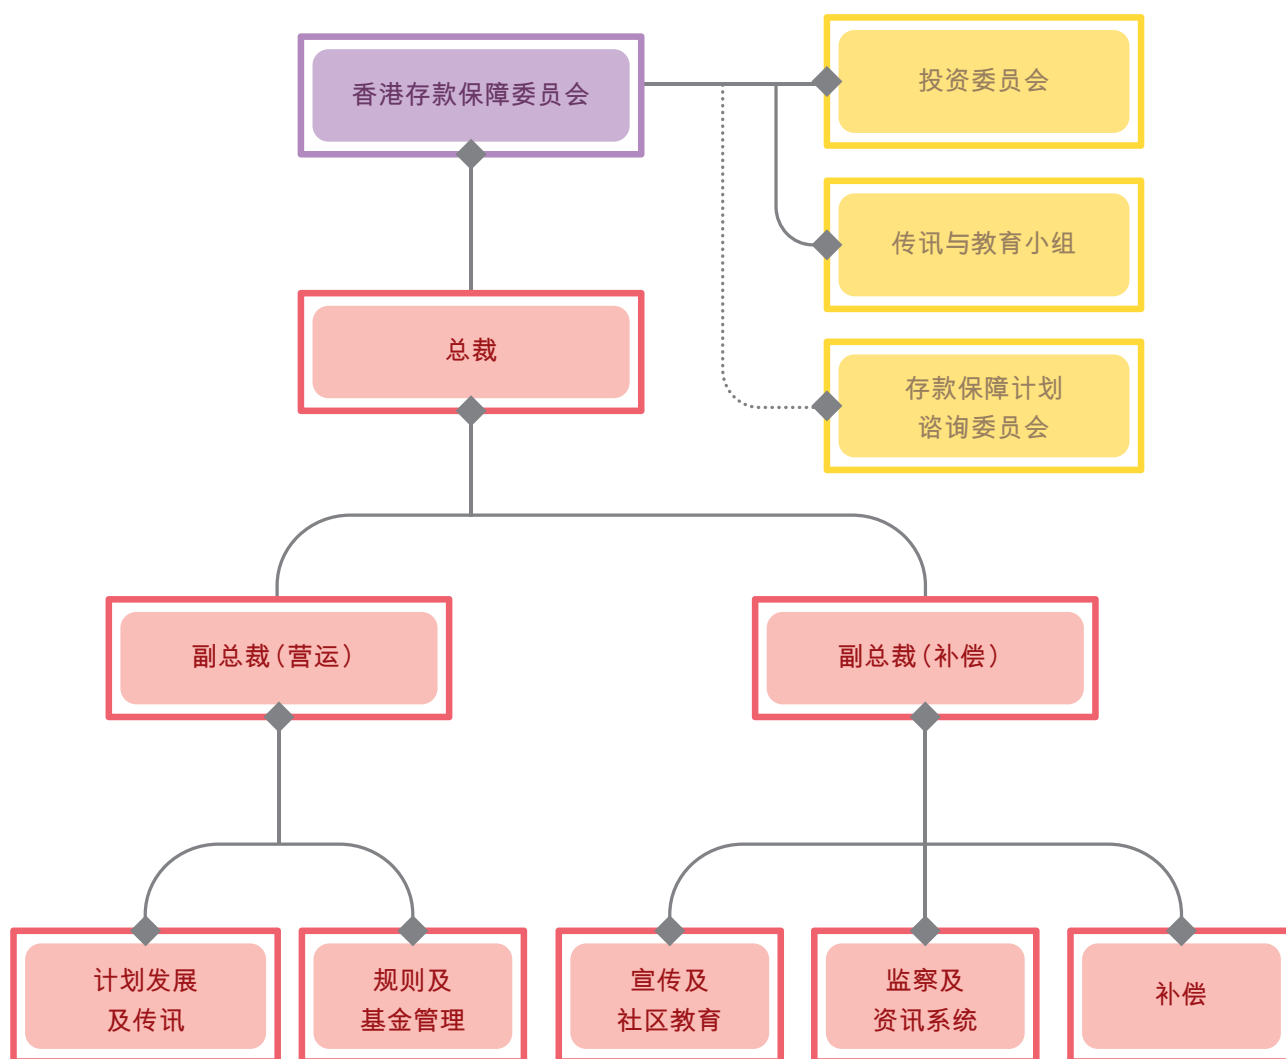 香港存款保障委员会
投资委员会
传讯与教育小组
总裁
存款保障计划
谘询委员会
副总裁(营运)
副总裁(补偿)
计划发展
及传讯
规则及
基金管理
宣传及
社区教育
监察及
资讯系统
补偿